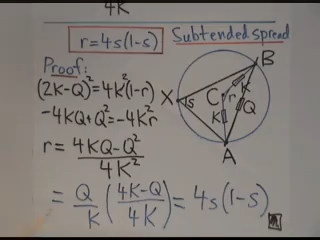 4K
r=4s(1-s)
Subtended spread
Proof:
(2K-Q)²=4K²(1-r)
-4KQ+Q²=-4K²r
r= 4KQ-Q²
4K²
= Q/K (4K-Q / 4K) = 4s(1-s)
X
s
C
r
K
K
Q
B
A